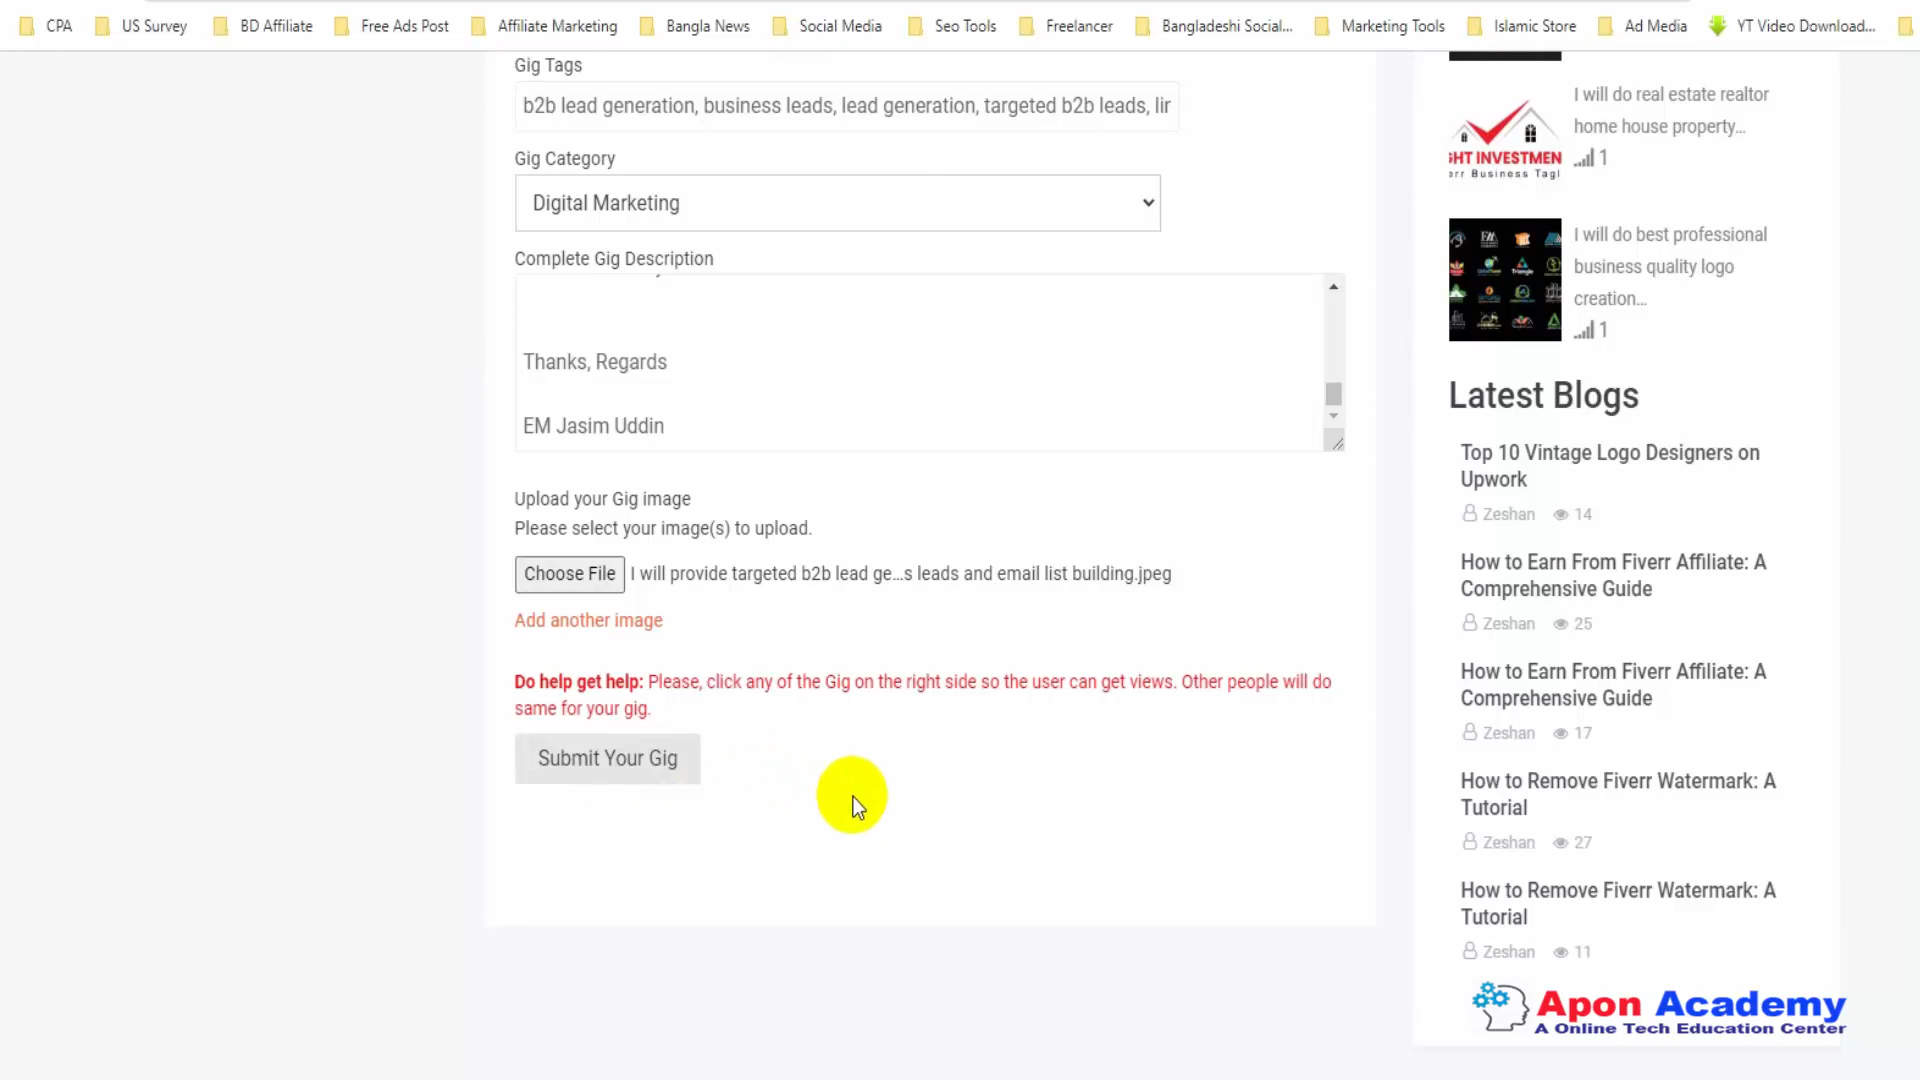 CPA
US Survey
BD Affiliate
Free Ads Post
Affiliate Marketing
Bangla News
Social Media
Seo Tools
Freelancer
Bangladeshi Social...
Marketing Tools
Islamic Store
Ad Media
YT Video Download...
Gig Tags
b2b lead generation, business leads, lead generation, targeted b2b leads, lir
Gig Category
Digital Marketing
Complete Gig Description
Thanks, Regards
EM Jasim Uddin
Upload your Gig image
Please select your image(s) to upload.
Choose File I will provide targeted b2b lead ge...s leads and email list building.jpeg
Add another image
Do help get help: Please, click any of the Gig on the right side so the user can get views. Other people will do
same for your gig.
Submit Your Gig
I will do real estate realtor
home house property...
1
GHT INVESTMEN
err Business Tagl
I will do best professional
business quality logo
creation...
1
Latest Blogs
Top 10 Vintage Logo Designers on
Upwork
Zeshan 14
How to Earn From Fiverr Affiliate: A
Comprehensive Guide
Zeshan 25
How to Earn From Fiverr Affiliate: A
Comprehensive Guide
Zeshan 17
How to Remove Fiverr Watermark: A
Tutorial
Zeshan 27
How to Remove Fiverr Watermark: A
Tutorial
Zeshan 11
Apon Academy
A Online Tech Education Center